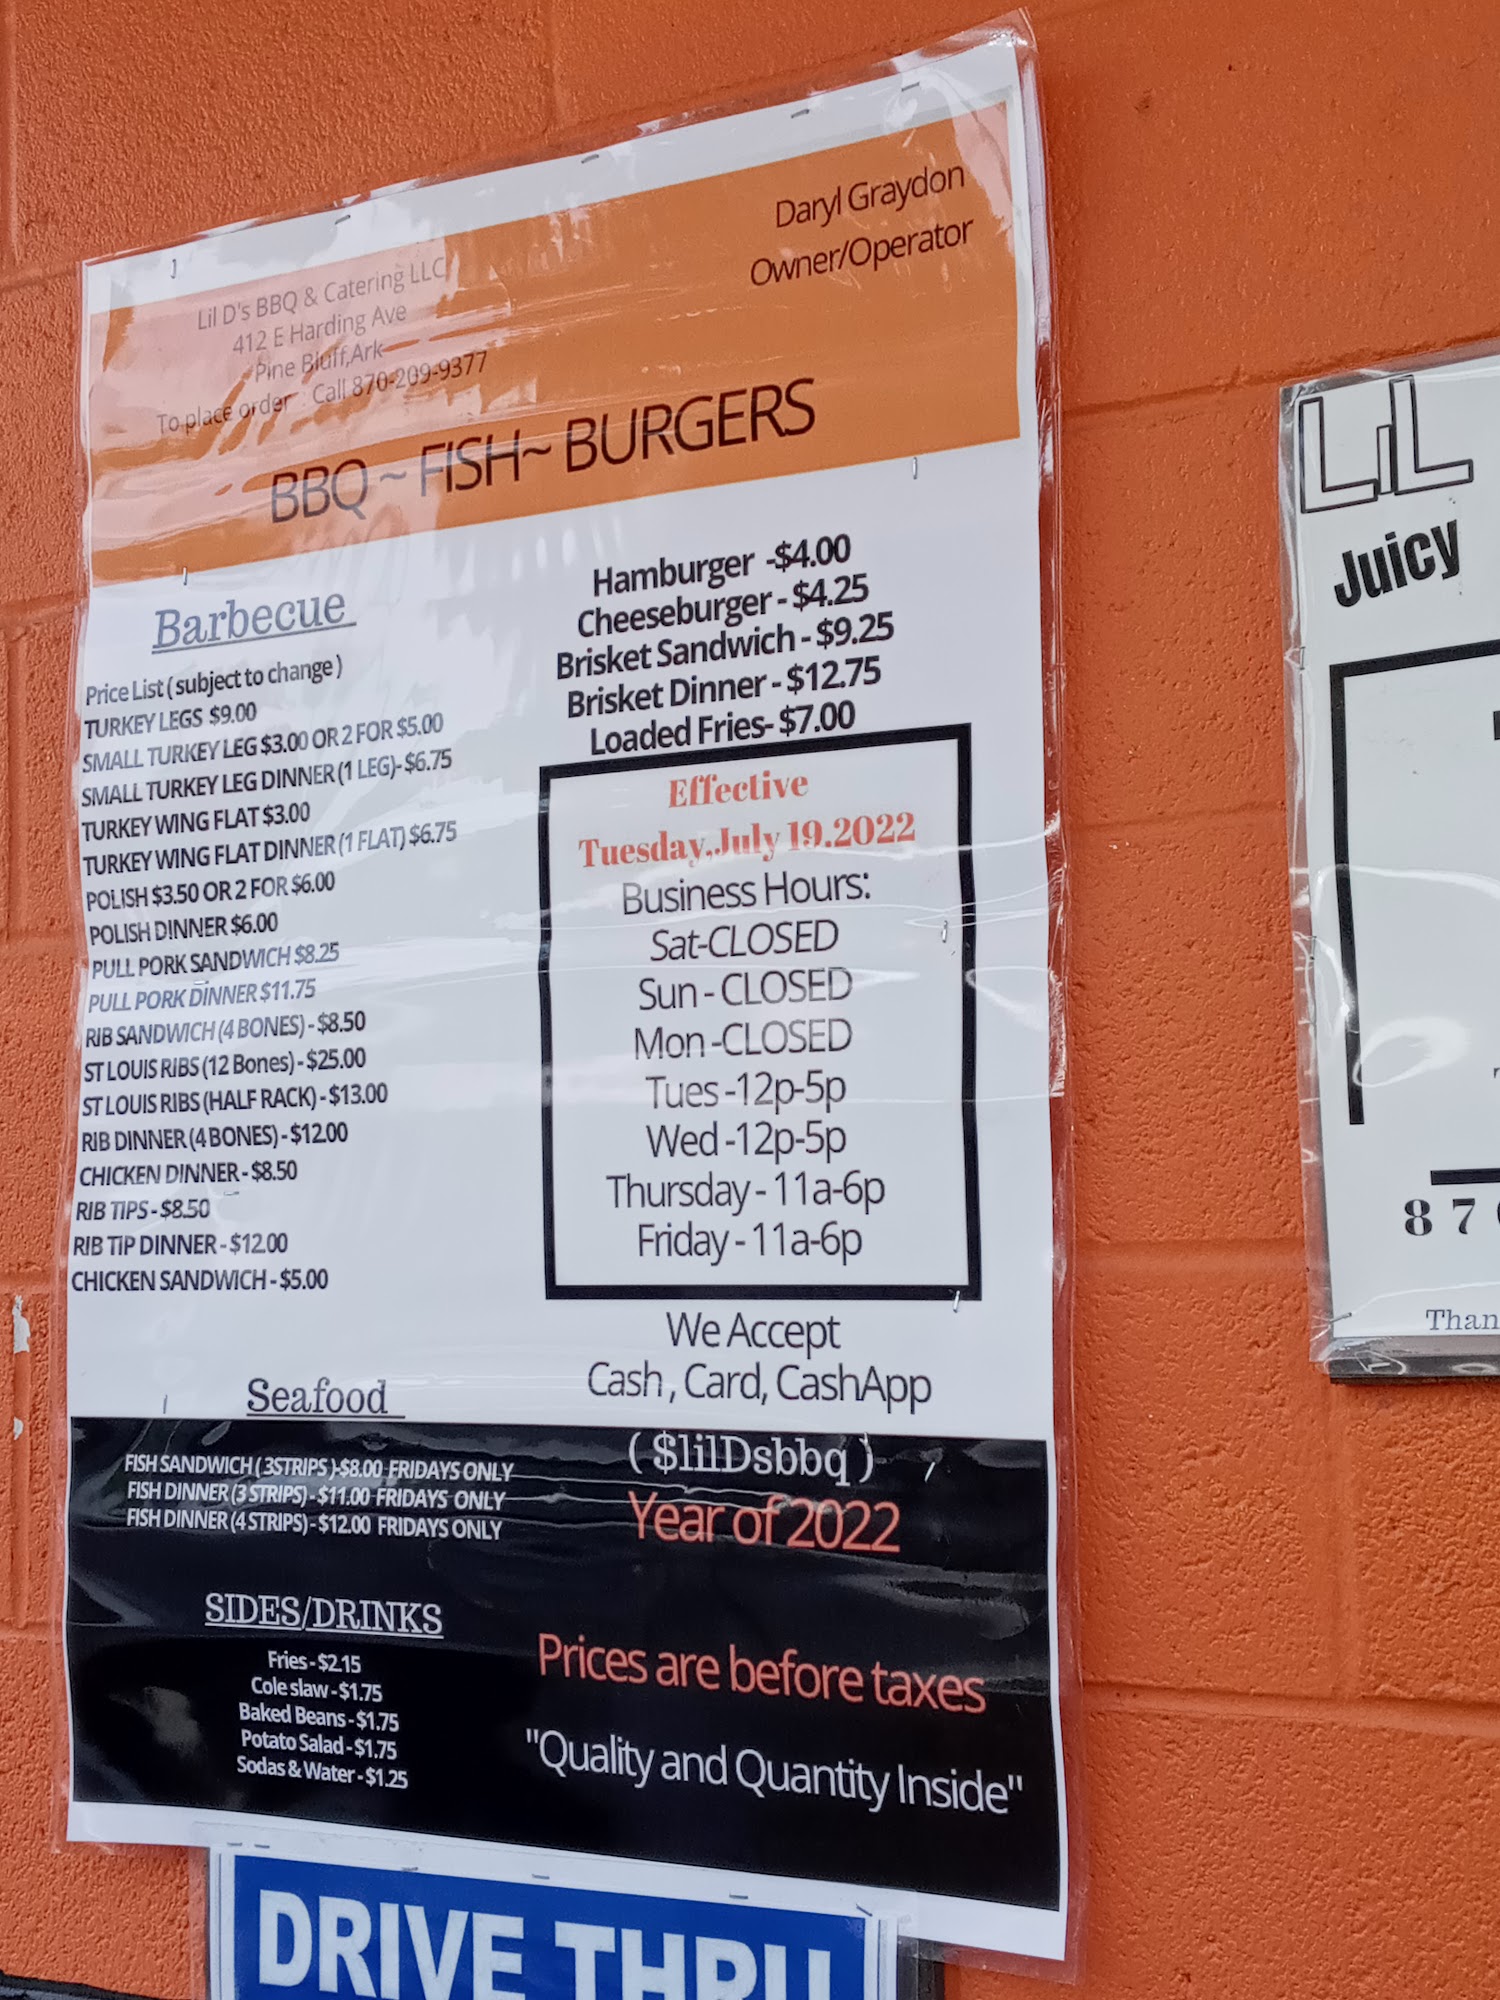 Lil D's BBQ & Catering LLC
412 E Harding Ave
Pine Bluff,Ark
To place order : Call 870-209-9377
Daryl Graydon
Owner/Operator
BBQ ~ FISH~ BURGERS
Barbecue
Price List ( subject to change )
TURKEY LEGS $9.00
SMALL TURKEY LEG $3.00 OR 2 FOR $5.00
SMALL TURKEY LEG DINNER (1 LEG)- $6.75
TURKEY WING FLAT $3.00
TURKEY WING FLAT DINNER (1 FLAT) $6.75
POLISH $3.50 OR 2 FOR $6.00
POLISH DINNER $6.00
PULL PORK SANDWICH $8.25
PULL PORK DINNER $11.75
RIB SANDWICH (4 BONES) - $8.50
ST LOUIS RIBS (12 Bones) - $25.00
ST LOUIS RIBS (HALF RACK) - $13.00
RIB DINNER (4 BONES) - $12.00
CHICKEN DINNER - $8.50
RIB TIPS - $8.50
RIB TIP DINNER - $12.00
CHICKEN SANDWICH - $5.00
Hamburger -$4.00
Cheeseburger - $4.25
Brisket Sandwich - $9.25
Brisket Dinner - $12.75
Loaded Fries- $7.00
Effective
Tuesday,July 19,2022
Business Hours:
Sat-CLOSED
Sun - CLOSED
Mon -CLOSED
Tues -12p-5p
Wed -12p-5p
Thursday - 11a-6p
Friday - 11a-6p
We Accept
Cash , Card, CashApp
( $lilDsbbq )
Year of 2022
Seafood
FISH SANDWICH ( 3STRIPS )-$8.00 FRIDAYS ONLY
FISH DINNER (3 STRIPS) - $11.00 FRIDAYS ONLY
FISH DINNER (4 STRIPS) - $12.00 FRIDAYS ONLY
SIDES/DRINKS
Fries - $2.15
Cole slaw - $1.75
Baked Beans - $1.75
Potato Salad - $1.75
Sodas & Water - $1.25
Prices are before taxes
"Quality and Quantity Inside"
DRIVE THRU
LiL
Juicy
87
Than